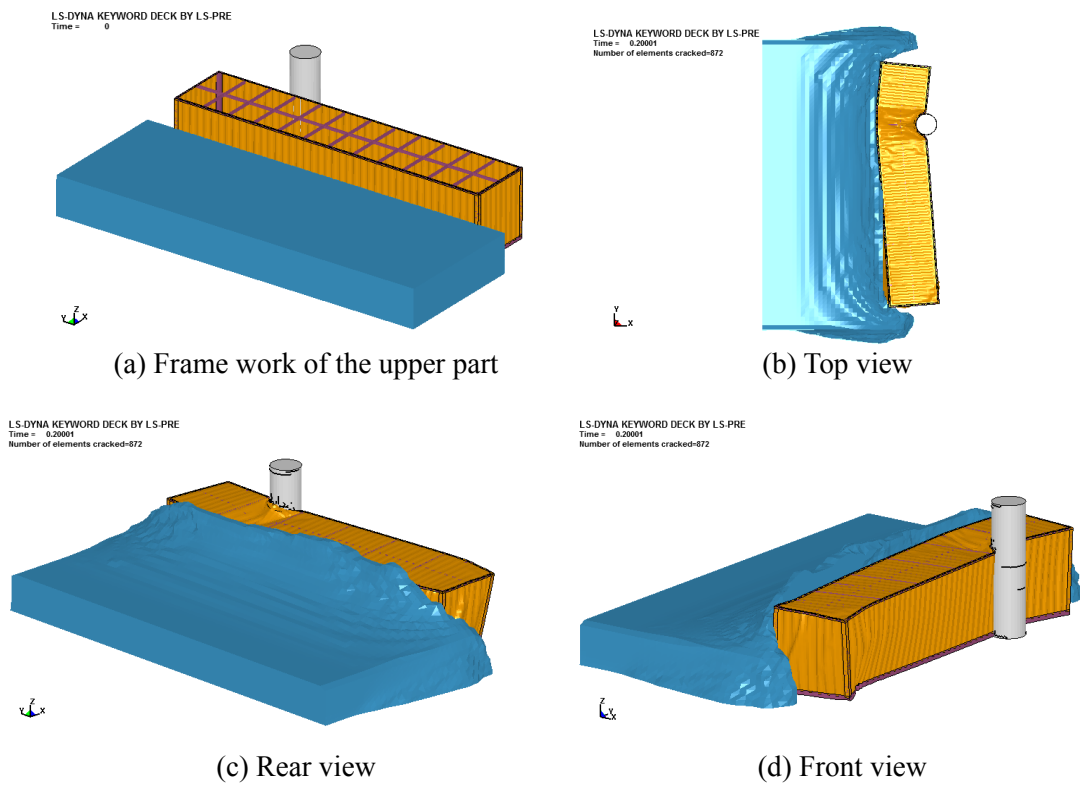 LS-DYNA KEYWORD DECK BY LS-PRE
Time = 0
Z
Y X
(a) Frame work of the upper part
LS-DYNA KEYWORD DECK BY LS-PRE
Time = 0.20001
Number of elements cracked=872
Y
X
(b) Top view
LS-DYNA KEYWORD DECK BY LS-PRE
Time = 0.20001
Number of elements cracked=872
Z
Y X
(c) Rear view
LS-DYNA KEYWORD DECK BY LS-PRE
Time = 0.20001
Number of elements cracked=872
Z
Y
X
(d) Front view